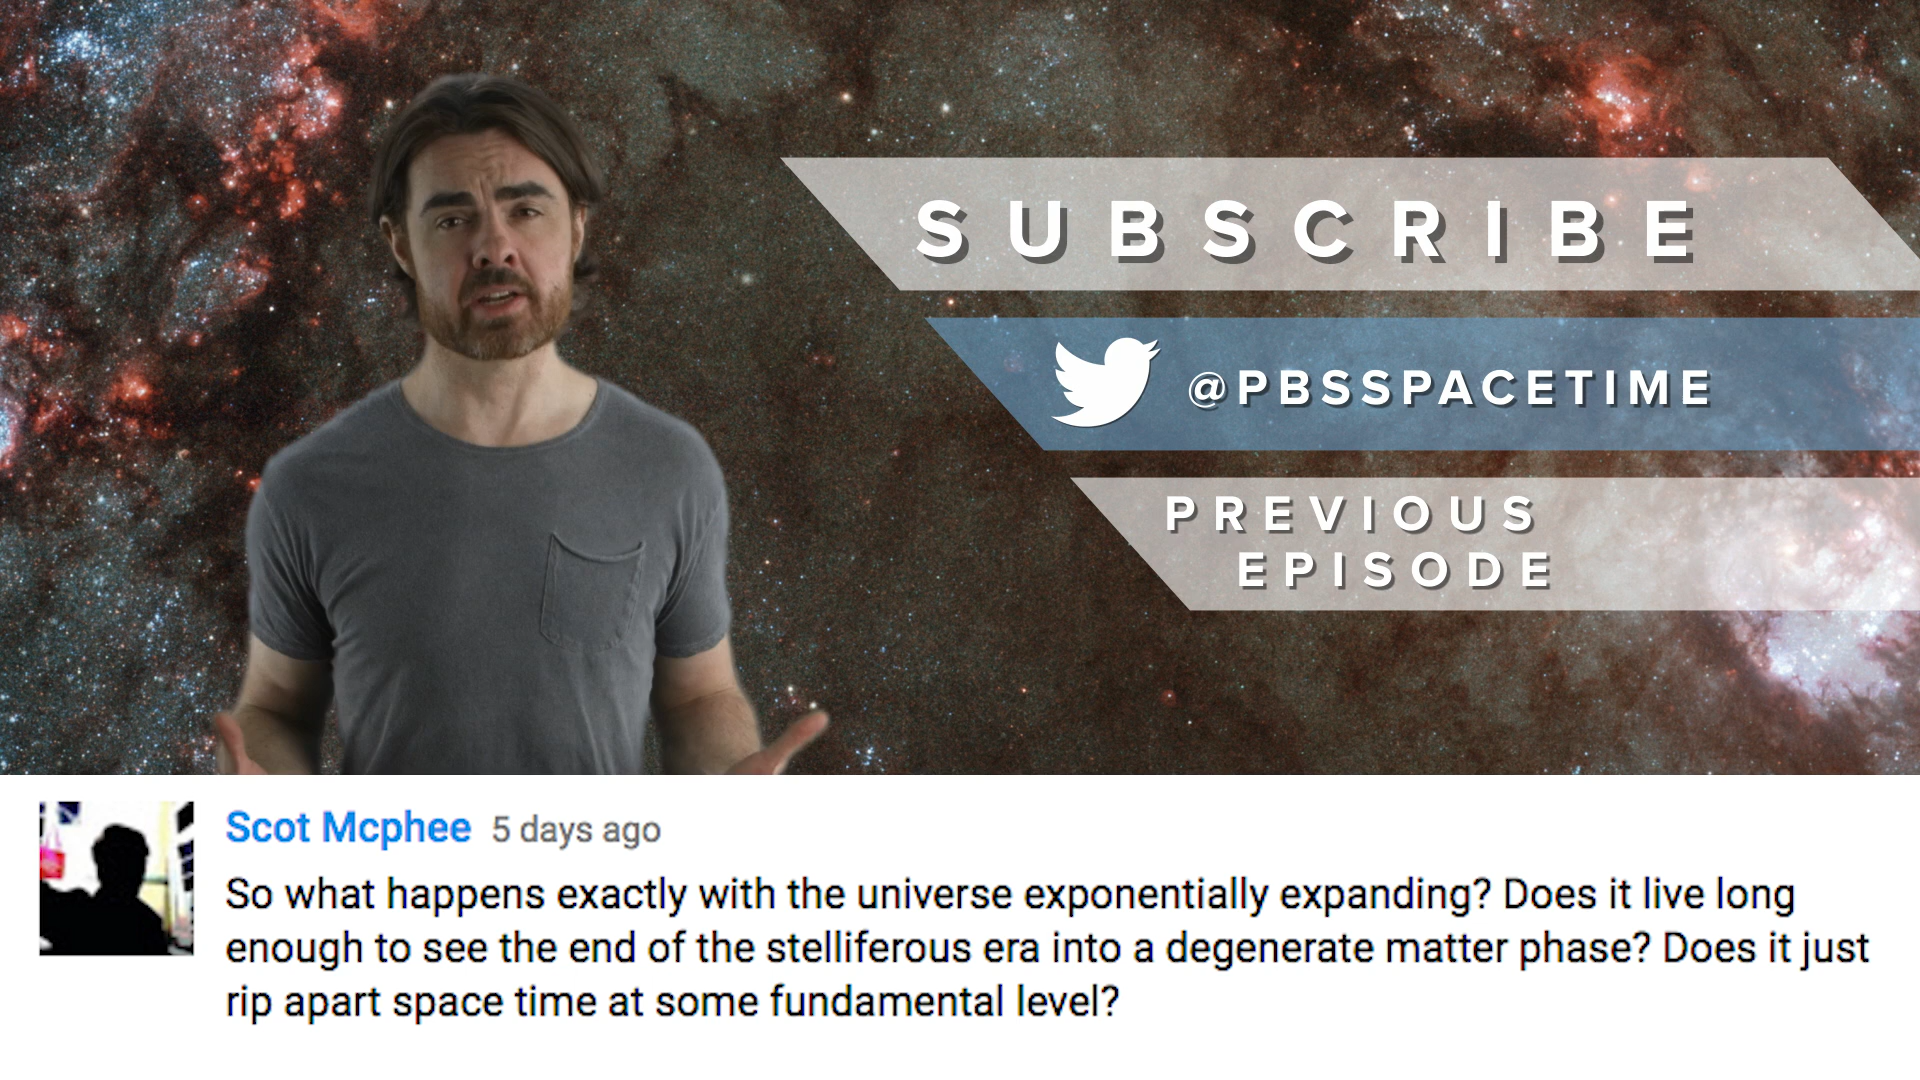 SUBSCRIBE
@PBSSPACETIME
PREVIOUS
EPISODE
Scot Mcphee 5 days ago
So what happens exactly with the universe exponentially expanding? Does it live long
enough to see the end of the stelliferous era into a degenerate matter phase? Does it just
rip apart space time at some fundamental level?